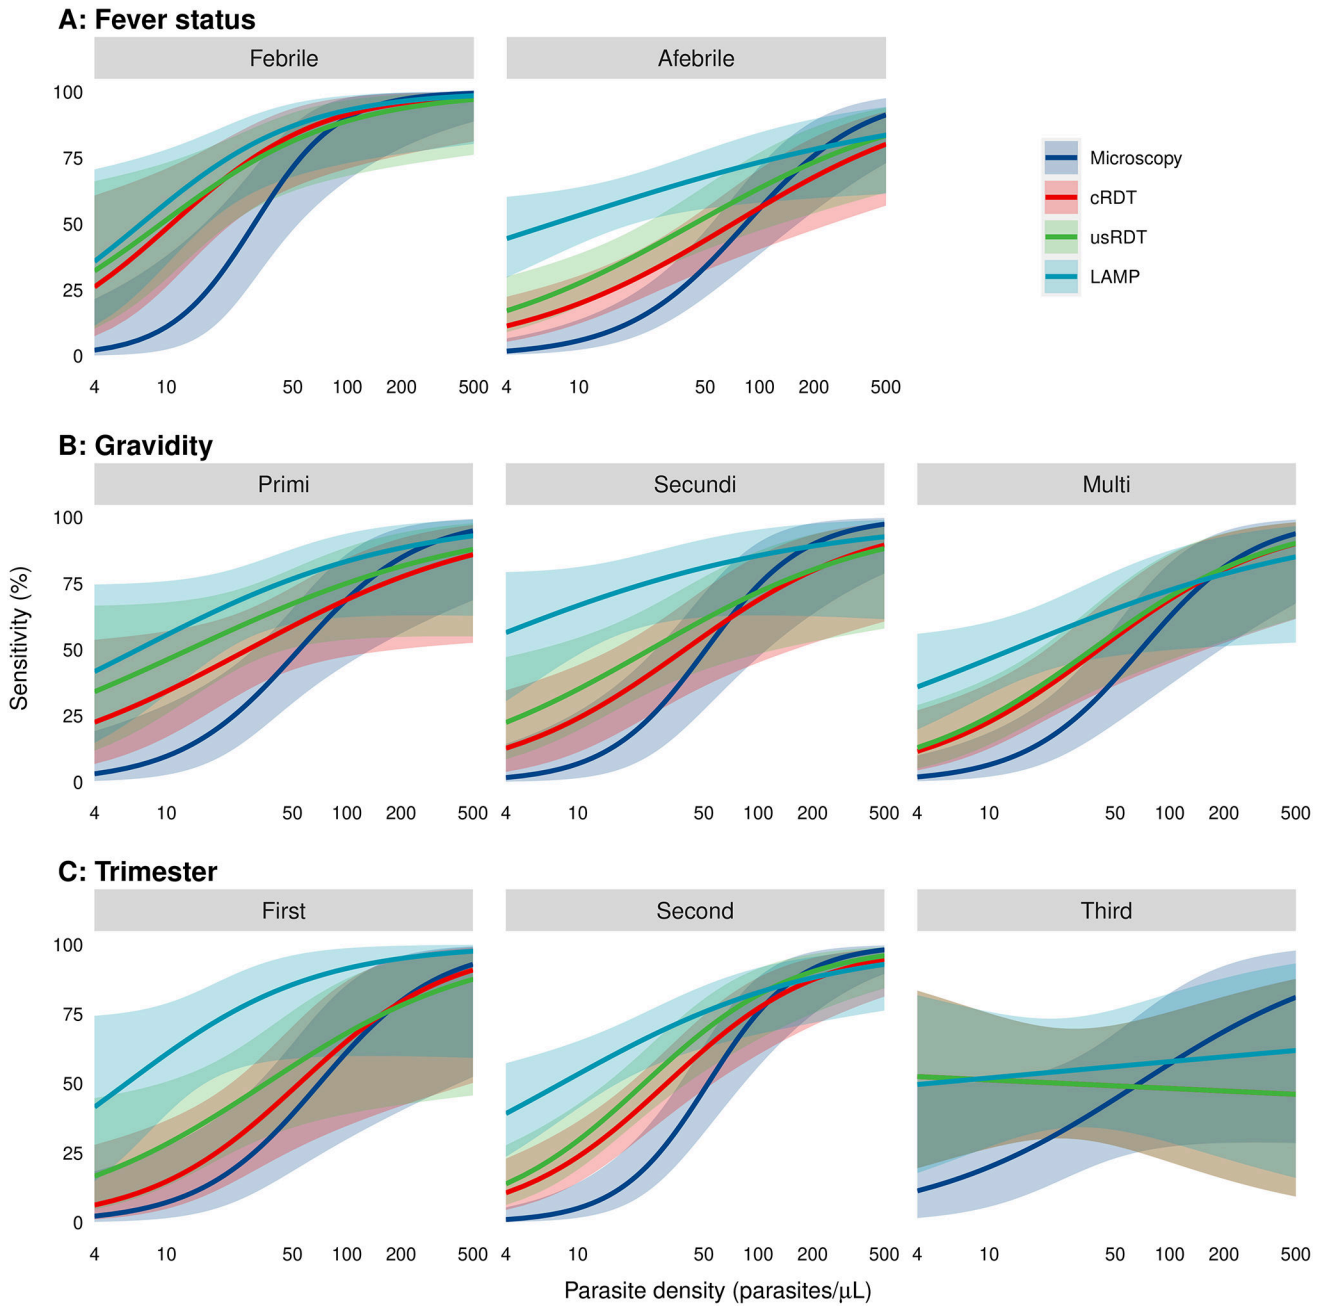 A: Fever status
Febrile
Afebrile
100
75
50
25
0
4 10 50 100 200 500
4 10 50 100 200 500
Microscopy
cRDT
usRDT
LAMP
B: Gravidity
Primi
Secundi
Multi
Sensitivity (%)
100
75
50
25
0
4 10 50 100 200 500
4 10 50 100 200 500
4 10 50 100 200 500
C: Trimester
First
Second
Third
100
75
50
25
0
4 10 50 100 200 500
4 10 50 100 200 500
4 10 50 100 200 500
Parasite density (parasites/μL)